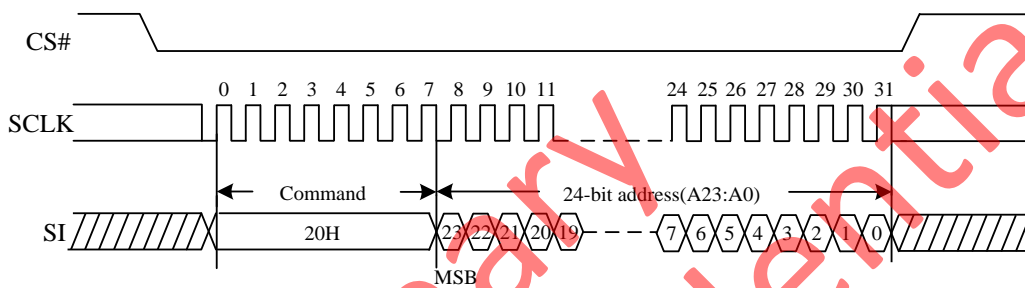 CS#
0 1 2 3 4 5 6 7 8 9 10 11 24 25 26 27 28 29 30 31
SCLK
Command 24-bit address(A23:A0)
SI 20H 23 22 21 20 19 7 6 5 4 3 2 1 0
MSB